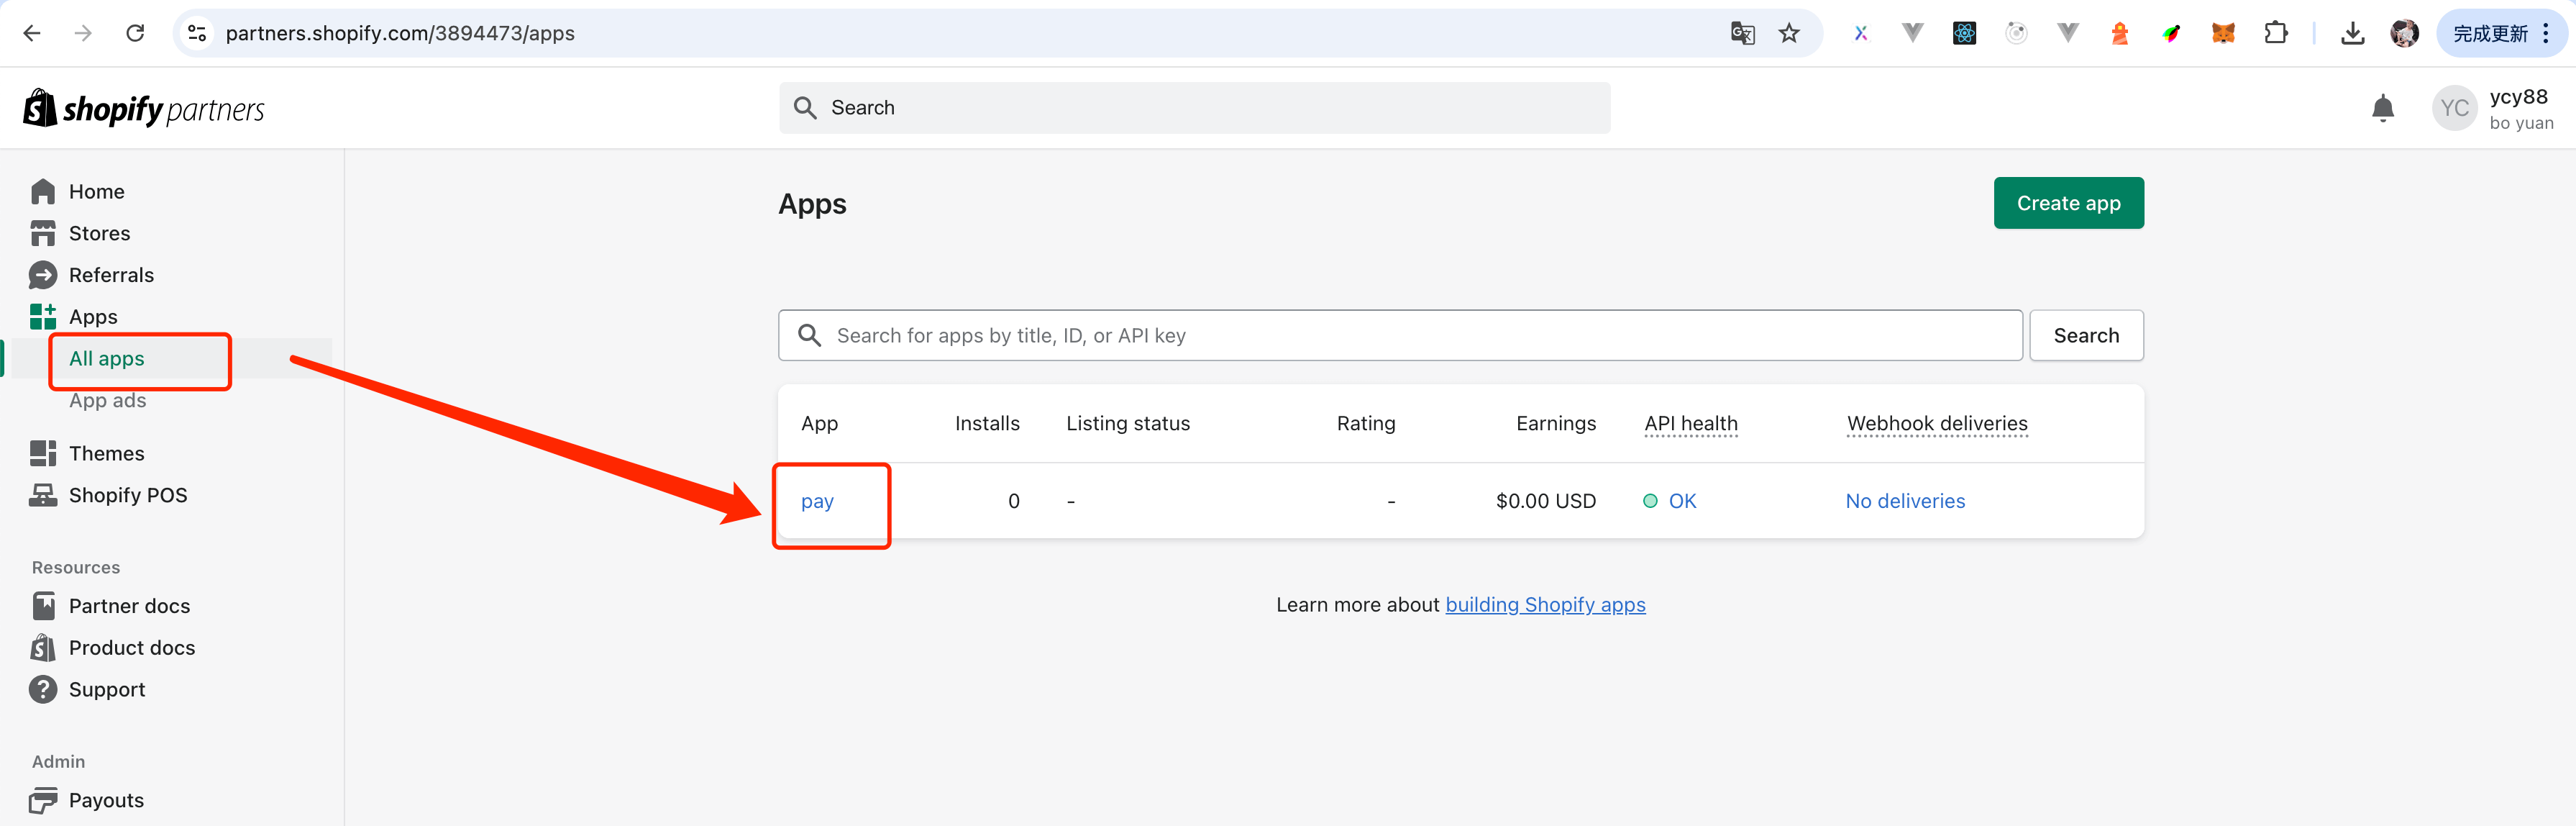 partners.shopify.com/3894473/apps
完成更新
shopify partners
Search
YC
ycy88
bo yuan
Home
Stores
Referrals
Apps
All apps
App ads
Themes
Shopify POS
Resources
Partner docs
Product docs
Support
Admin
Payouts
Apps
Create app
Search for apps by title, ID, or API key
Search
App Installs Listing status Rating Earnings API health Webhook deliveries
pay 0 - - $0.00 USD OK No deliveries
Learn more about building Shopify apps